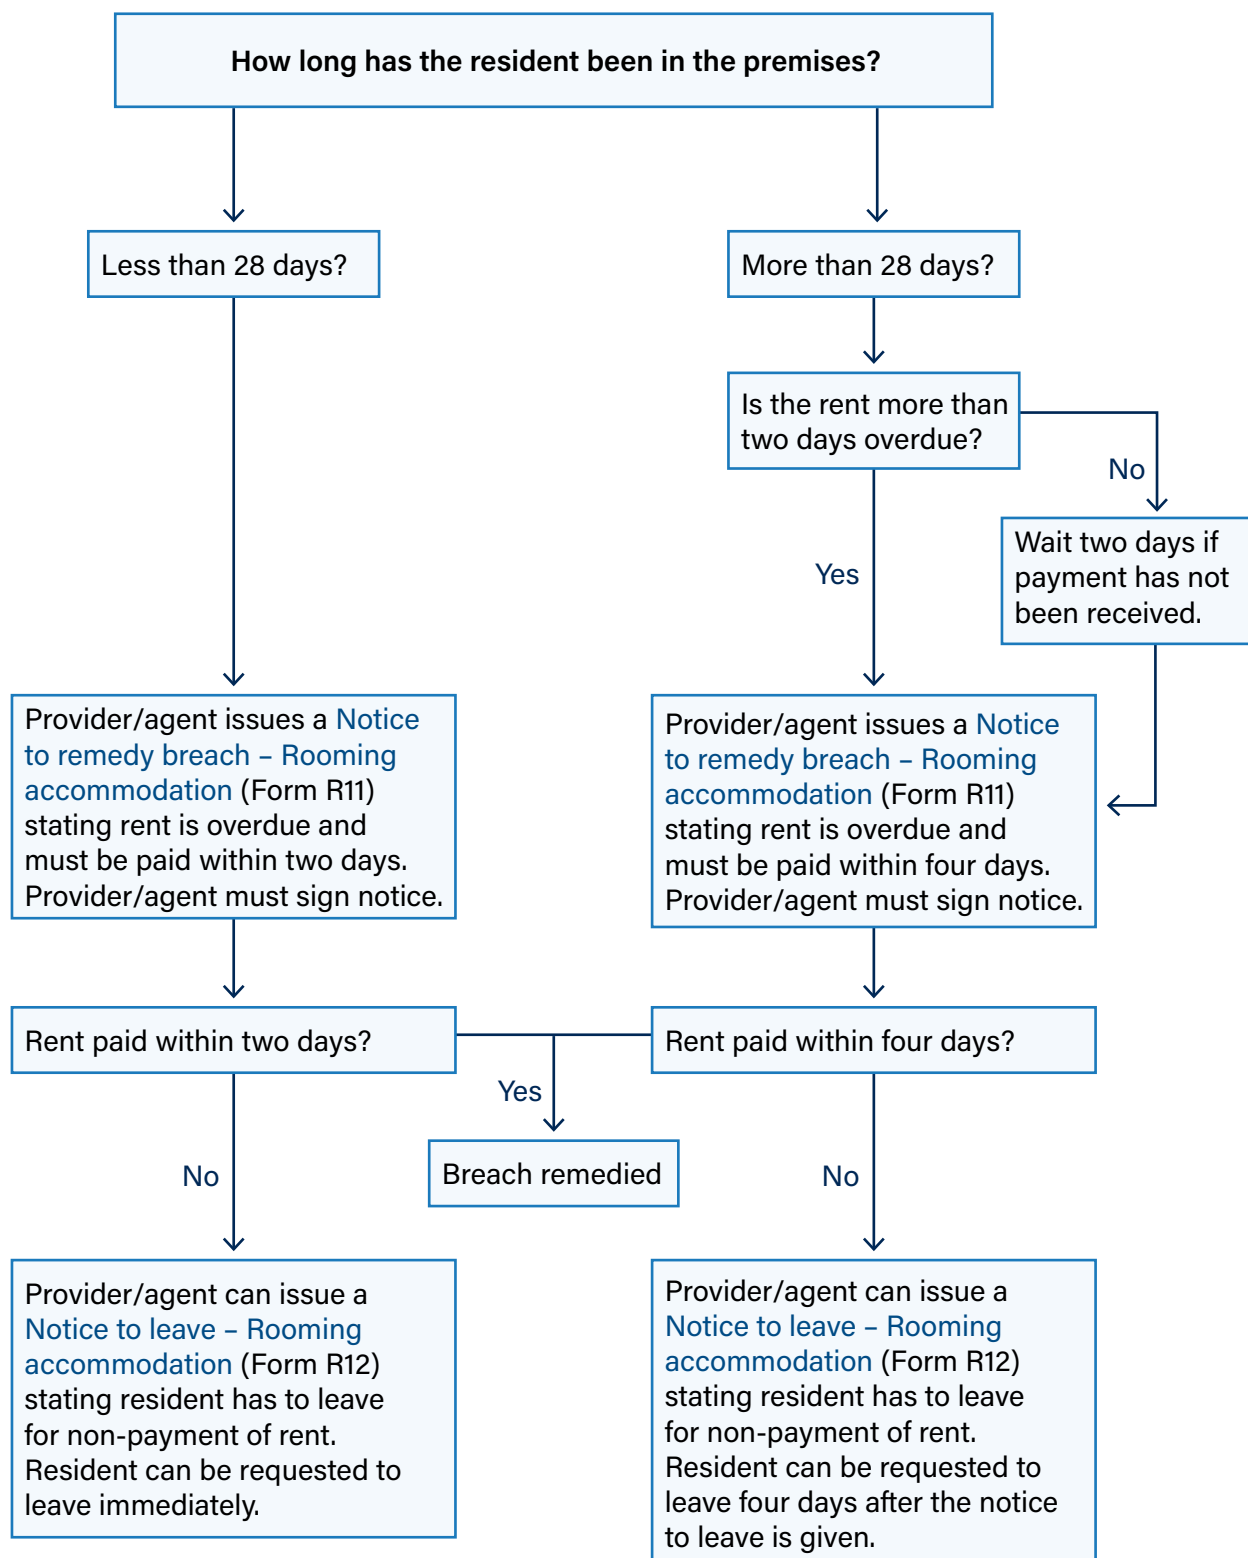 How long has the resident been in the premises?
Less than 28 days?
More than 28 days?
Is the rent more than
two days overdue?
No
Wait two days if
payment has not
been received.
Yes
Provider/agent issues a Notice
to remedy breach – Rooming
accommodation (Form R11)
stating rent is overdue and
must be paid within two days.
Provider/agent must sign notice.
Provider/agent issues a Notice
to remedy breach – Rooming
accommodation (Form R11)
stating rent is overdue and
must be paid within four days.
Provider/agent must sign notice.
Rent paid within two days?
Rent paid within four days?
Yes
Breach remedied
No
No
Provider/agent can issue a
Notice to leave – Rooming
accommodation (Form R12)
stating resident has to leave
for non-payment of rent.
Resident can be requested to
leave immediately.
Provider/agent can issue a
Notice to leave – Rooming
accommodation (Form R12)
stating resident has to leave
for non-payment of rent.
Resident can be requested to
leave four days after the notice
to leave is given.